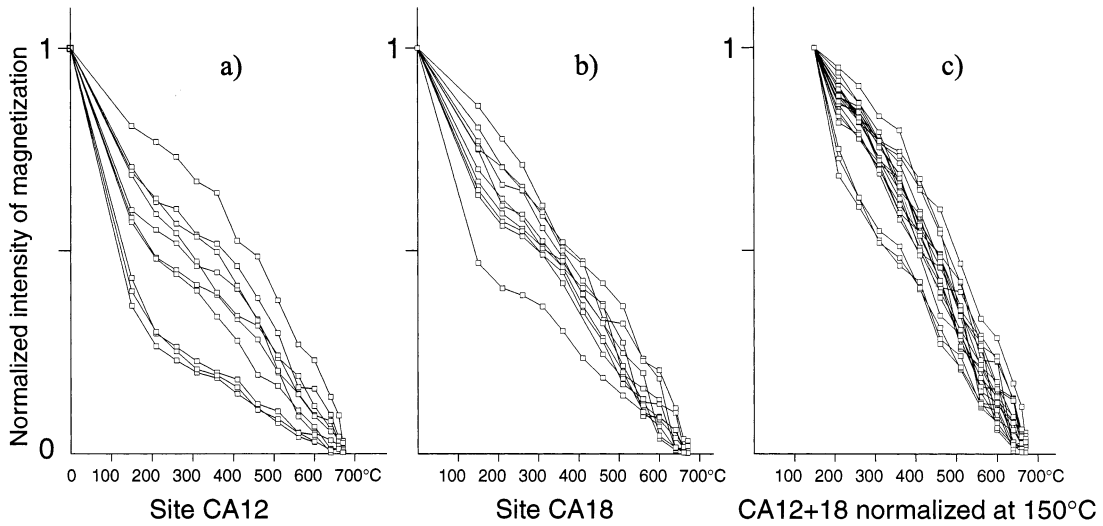 Normalized intensity of magnetization
1
0
a)
0 100 200 300 400 500 600 700°C
Site CA12
1
b)
100 200 300 400 500 600 700°C
Site CA18
1
c)
100 200 300 400 500 600 700°C
CA12+18 normalized at 150°C